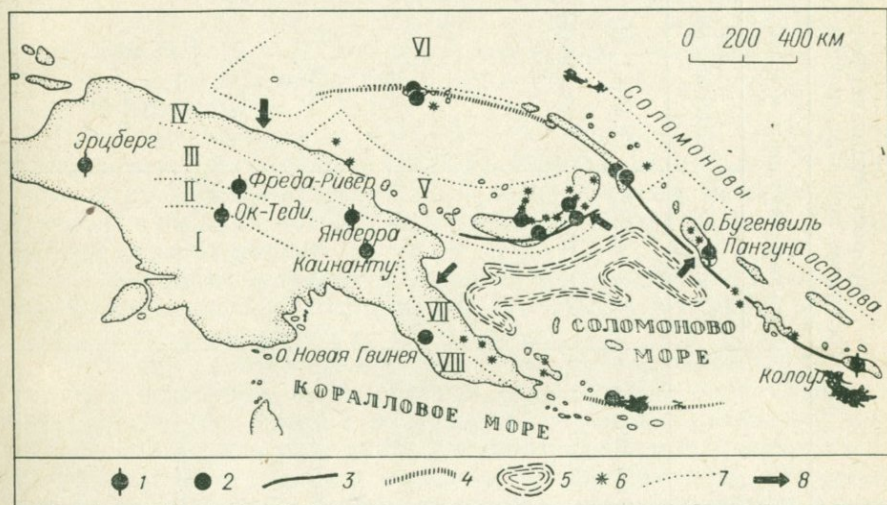 VI
0 200 400 км
Соломоновы
острова
IV
Эрцберг
III
II
Фреда-Ривер
Ок-Теди.
I
V
Яндерра
Кайнанту.
о. Бугенвиль
Пангуна
VII
VIII
о. Новая Гвинея
СОЛОМОНОВО
МОРЕ
КОРАЛЛОВОЕ МОРЕ
1 2 3 4 5 6 7 8